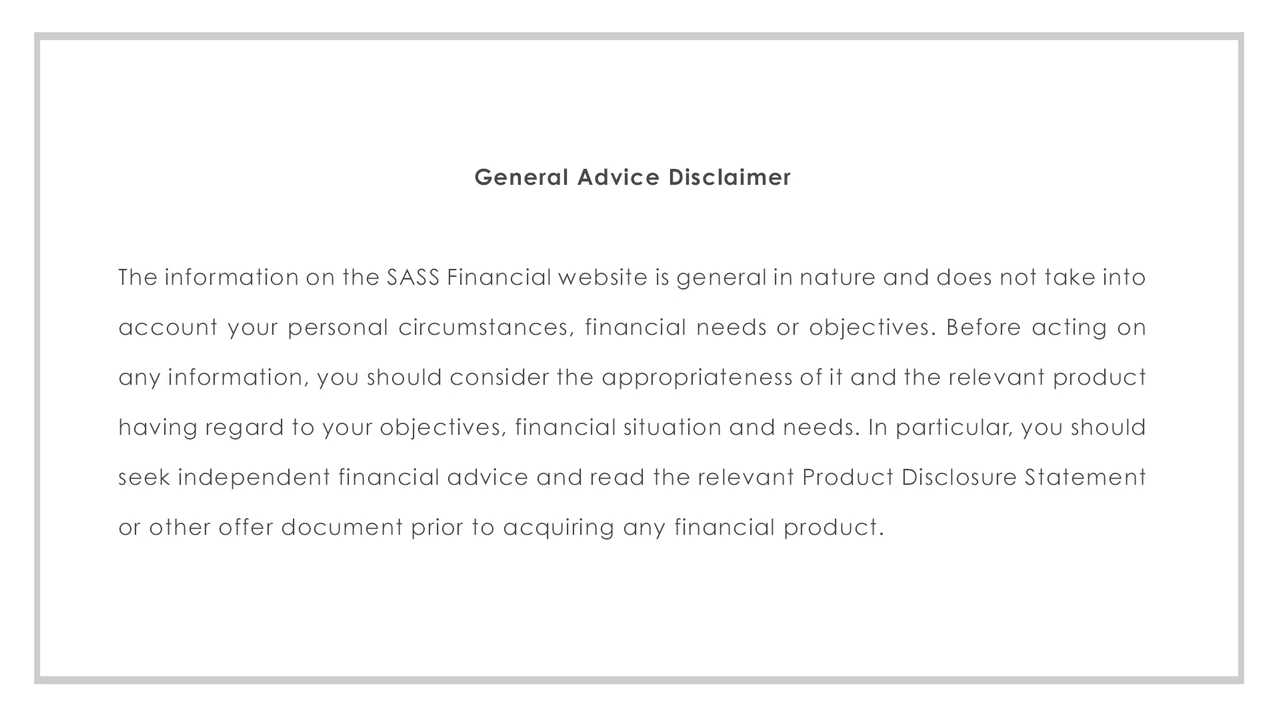 General Advice Disclaimer
The information on the SASS Financial website is general in nature and does not take into
account your personal circumstances, financial needs or objectives. Before acting on
any information, you should consider the appropriateness of it and the relevant product
having regard to your objectives, financial situation and needs. In particular, you should
seek independent financial advice and read the relevant Product Disclosure Statement
or other offer document prior to acquiring any financial product.